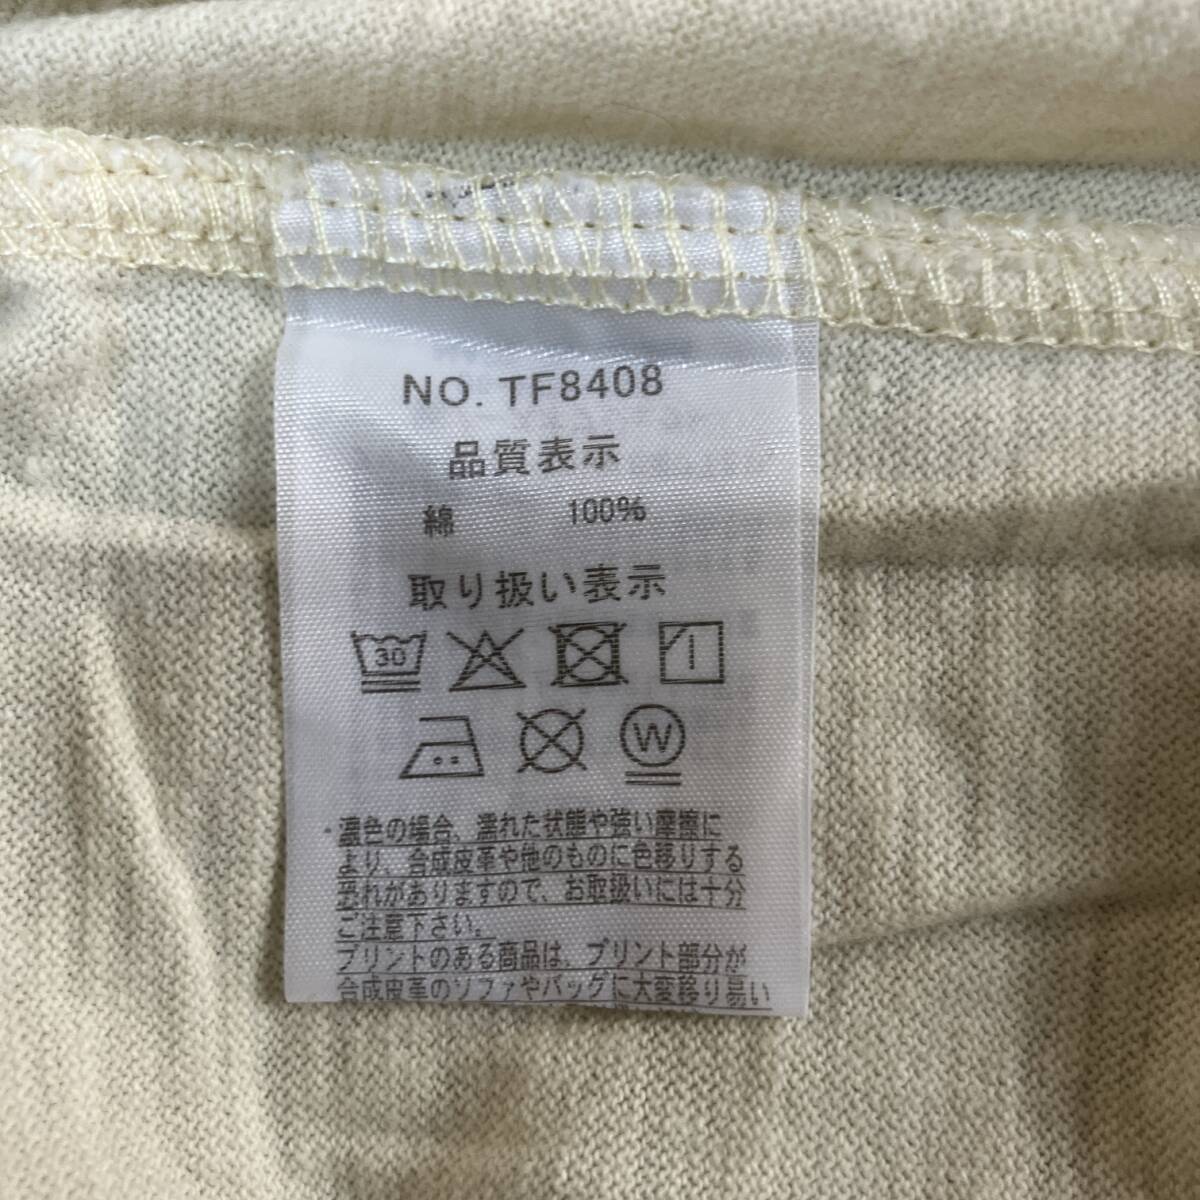 NO. TF8408
品質表示
綿 100%
取り扱い表示
30
W
・濃色の場合、濡れた状態や強い摩擦に
より、合成皮革や他のものに色移りする
恐れがありますので、お取扱いには十分
ご注意下さい。
プリントのある商品は、プリント部分が
合成皮革のソファやバッグに大変移り易い